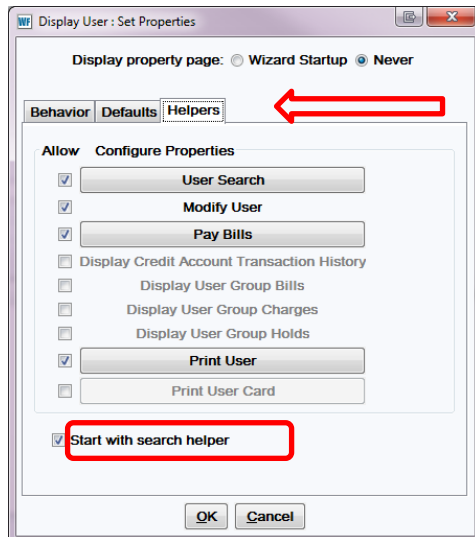 WF Display User : Set Properties
Display property page: Wizard Startup Never
Behavior Defaults Helpers
Allow Configure Properties
User Search
Modify User
Pay Bills
Display Credit Account Transaction History
Display User Group Bills
Display User Group Charges
Display User Group Holds
Print User
Print User Card
Start with search helper
OK Cancel